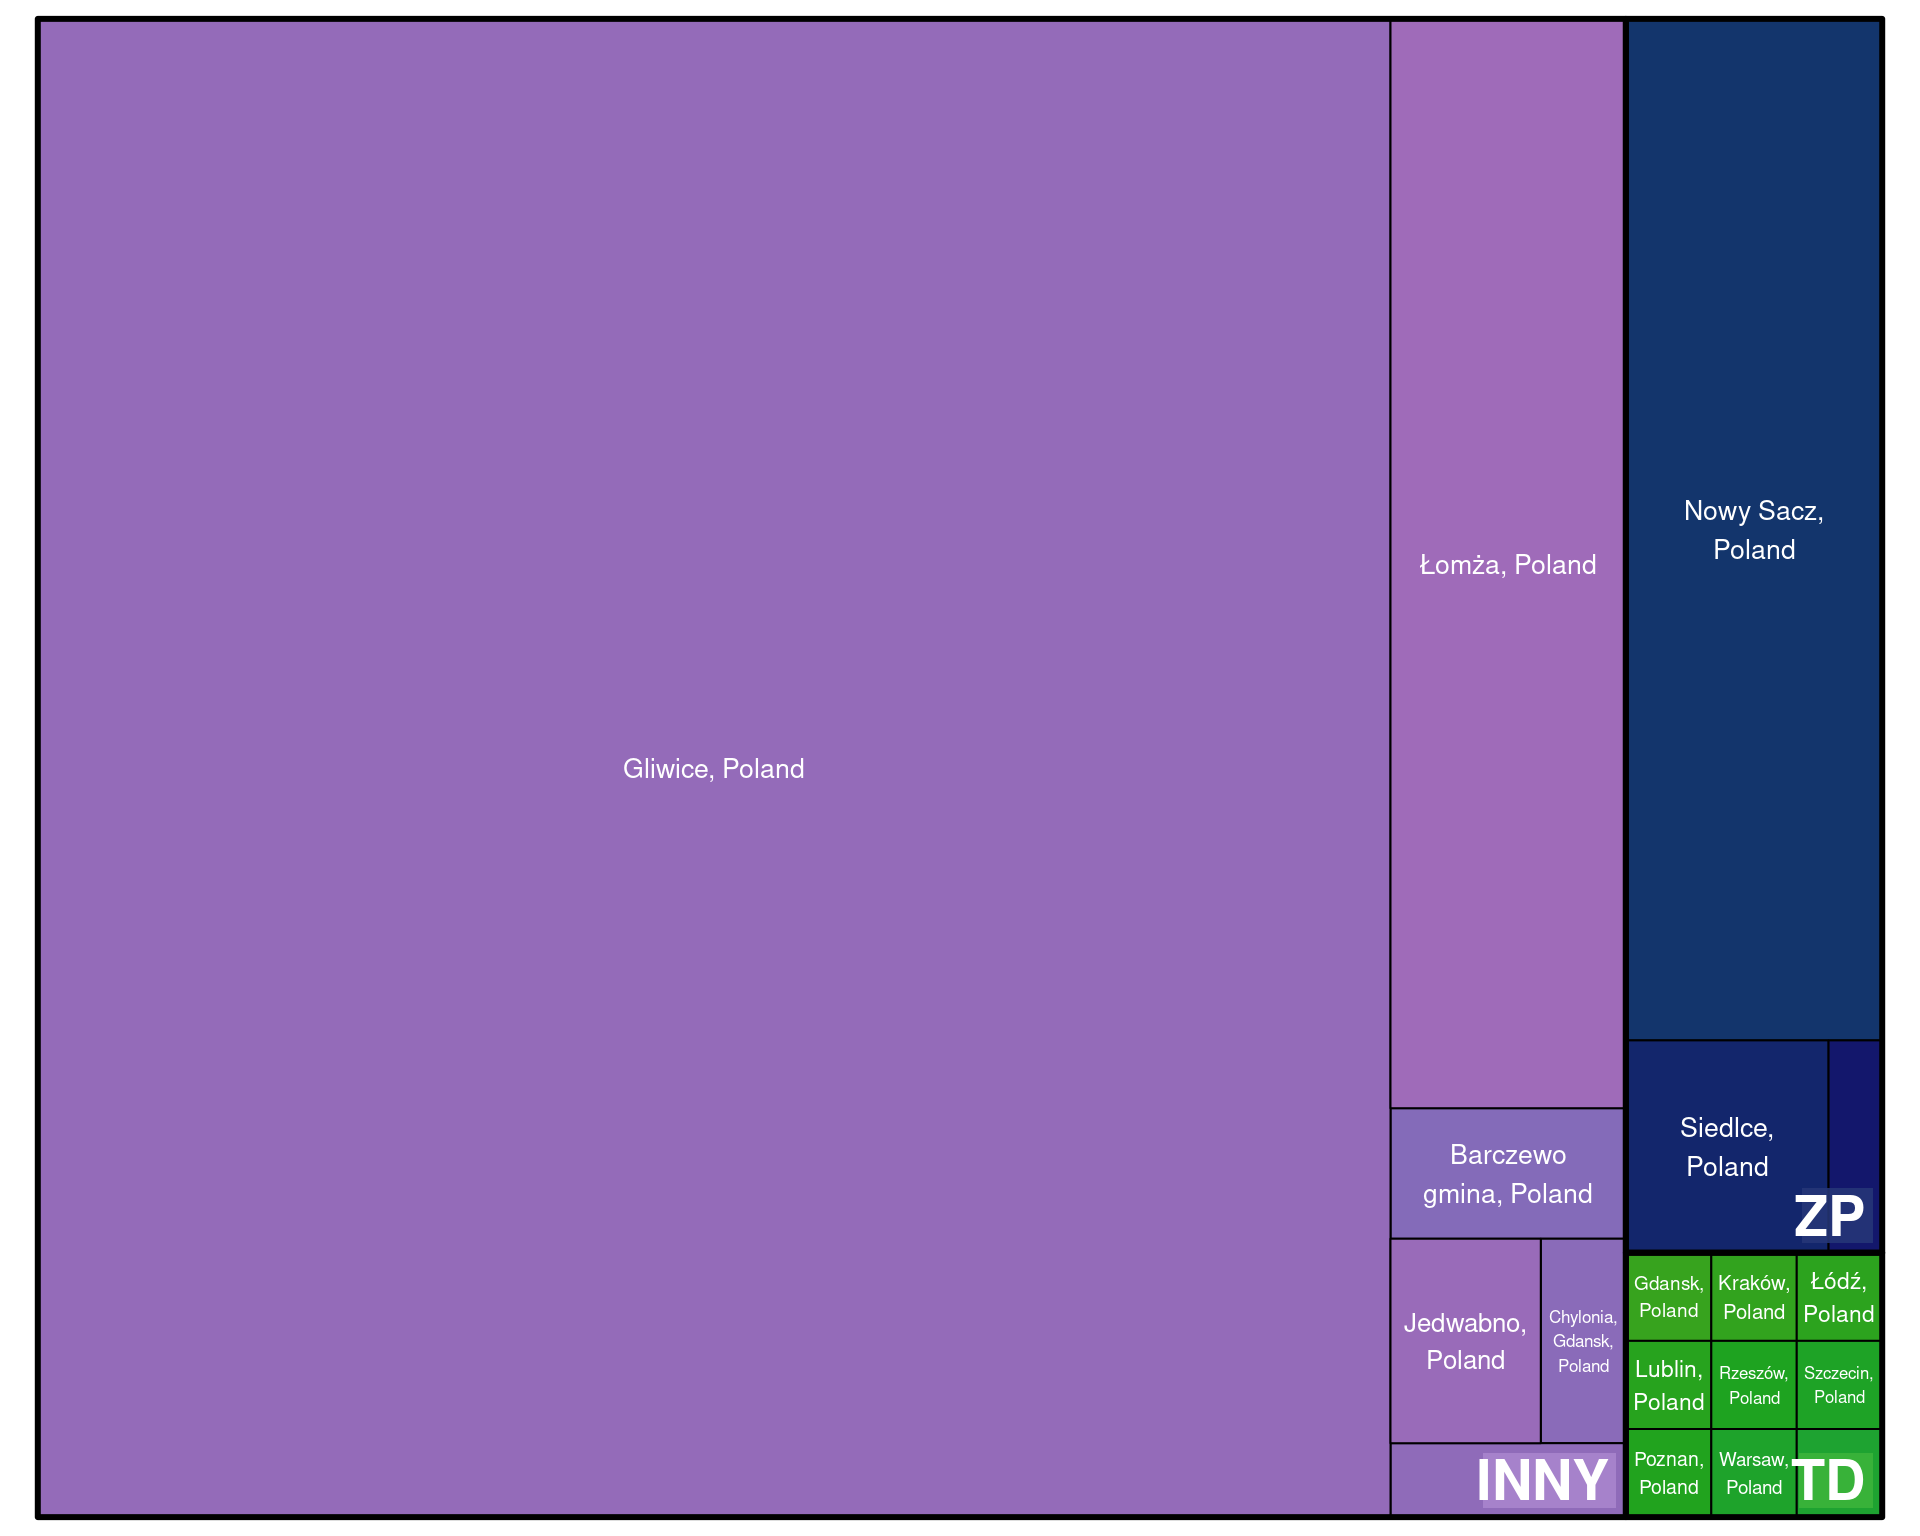 Gliwice, Poland
Łomża, Poland
Barczewo
gmina, Poland
Jedwabno,
Poland
Chylonia,
Gdansk,
Poland
INNY
Nowy Sacz,
Poland
Siedlce,
Poland
ZP
Gdansk,
Poland
Kraków,
Poland
Łódź,
Poland
Lublin,
Poland
Rzeszów,
Poland
Szczecin,
Poland
Poznan,
Poland
Warsaw,
Poland
TD